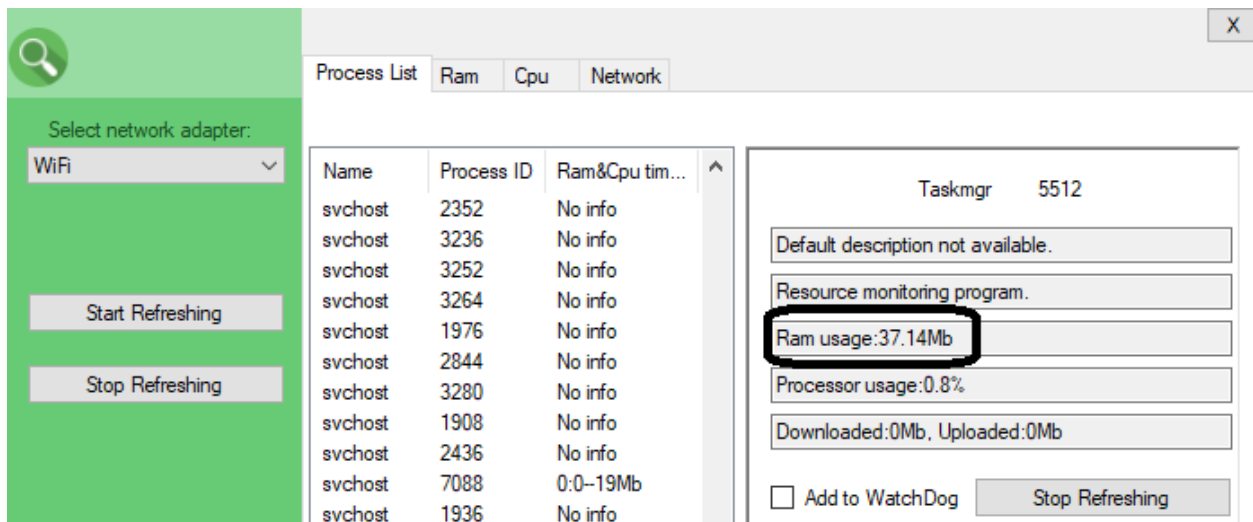 X
Process List Ram Cpu Network
Select network adapter:
WiFi
Start Refreshing
Stop Refreshing
Name Process ID Ram&Cpu tim...
svchost 2352 No info
svchost 3236 No info
svchost 3252 No info
svchost 3264 No info
svchost 1976 No info
svchost 2844 No info
svchost 3280 No info
svchost 1908 No info
svchost 2436 No info
svchost 7088 0:0--19Mb
svchost 1936 No info
Taskmgr 5512
Default description not available.
Resource monitoring program.
Ram usage:37.14Mb
Processor usage:0.8%
Downloaded:0Mb, Uploaded:0Mb
Add to WatchDog Stop Refreshing